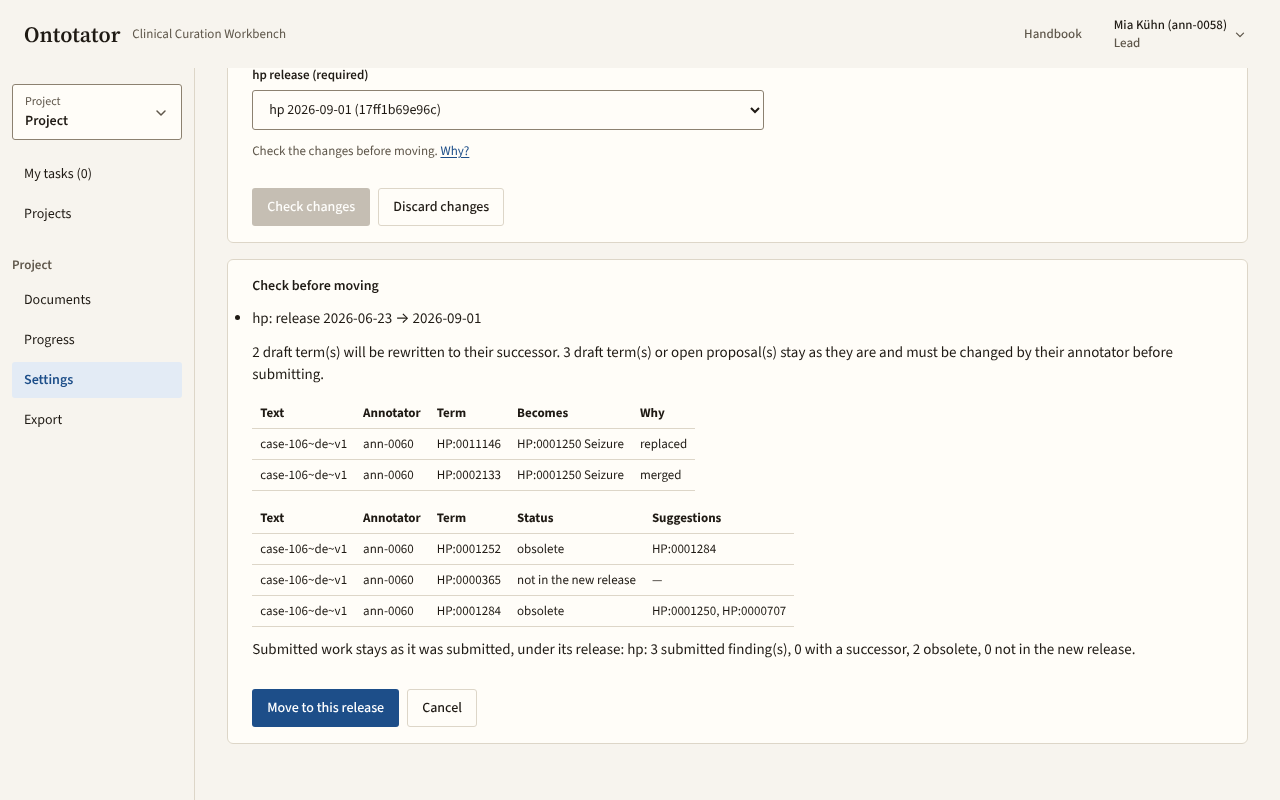 Ontotator Clinical Curation Workbench
Handbook
Mia Kühn (ann-0058)
Lead
Project
Project
My tasks (0)
Projects
Project
Documents
Progress
Settings
Export
hp release (required)
hp 2026-09-01 (17ff1b69e96c)
Check the changes before moving. Why?
Check changes Discard changes
Check before moving
• hp: release 2026-06-23 → 2026-09-01
2 draft term(s) will be rewritten to their successor. 3 draft term(s) or open proposal(s) stay as they are and must be changed by their annotator before
submitting.
Text Annotator Term Becomes Why
case-106~de~v1 ann-0060 HP:0011146 HP:0001250 Seizure replaced
case-106~de~v1 ann-0060 HP:0002133 HP:0001250 Seizure merged
Text Annotator Term Status Suggestions
case-106~de~v1 ann-0060 HP:0001252 obsolete HP:0001284
case-106~de~v1 ann-0060 HP:0000365 not in the new release —
case-106~de~v1 ann-0060 HP:0001284 obsolete HP:0001250, HP:0000707
Submitted work stays as it was submitted, under its release: hp: 3 submitted finding(s), 0 with a successor, 2 obsolete, 0 not in the new release.
Move to this release Cancel